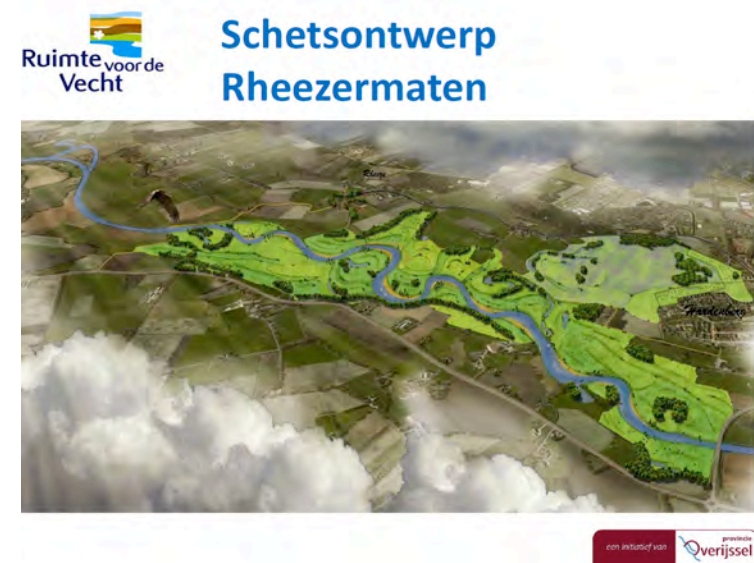 Ruimte voor de
Vecht
Schetsontwerp
Rheezermaten
Rheeze
Hardenberg
een initiatief van
provincie
Overijssel